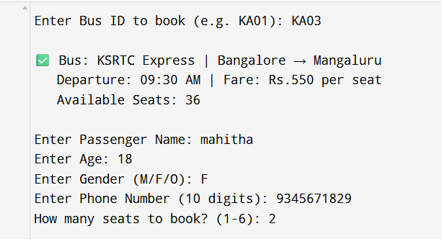 Enter Bus ID to book (e.g. KA01): KA03
✅ Bus: KSRTC Express | Bangalore → Mangaluru
Departure: 09:30 AM | Fare: Rs.550 per seat
Available Seats: 36
Enter Passenger Name: mahitha
Enter Age: 18
Enter Gender (M/F/O): F
Enter Phone Number (10 digits): 9345671829
How many seats to book? (1-6): 2